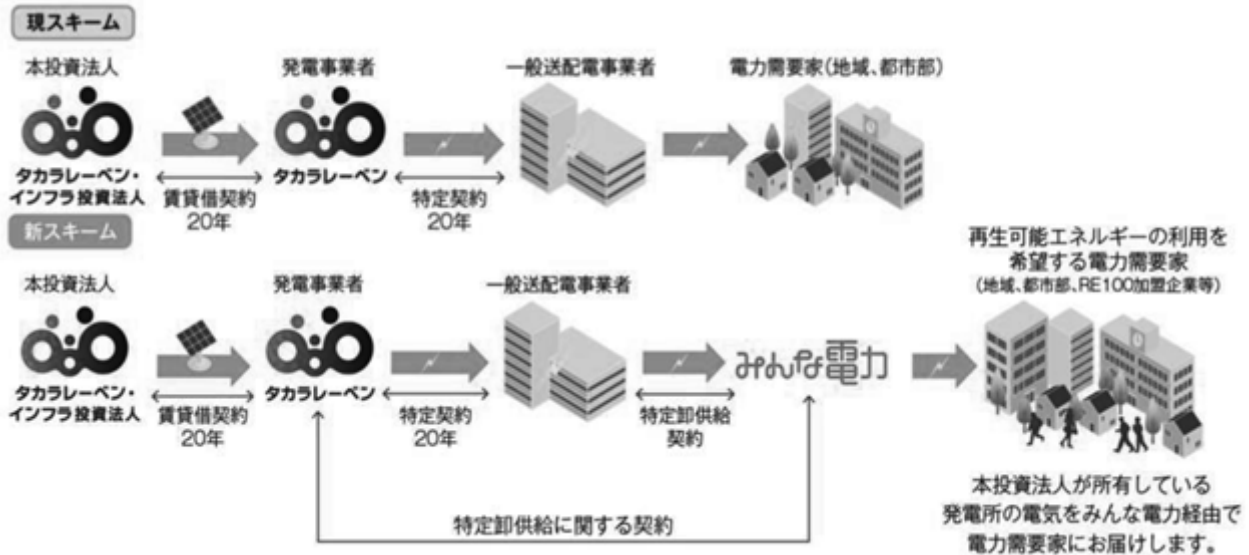 現スキーム
本投資法人
発電事業者
一般送配電事業者
電力需要家(地域、都市部)
タカラレーベン・
インフラ投資法人
賃貸借契約
20年
タカラレーベン
特定契約
20年
新スキーム
本投資法人
発電事業者
一般送配電事業者
再生可能エネルギーの利用を
希望する電力需要家
(地域、都市部、RE100加盟企業等)
タカラレーベン・
インフラ投資法人
賃貸借契約
20年
タカラレーベン
特定契約
20年
特定卸供給
契約
みんな電力
特定卸供給に関する契約
本投資法人が所有している
発電所の電気をみんな電力経由で
電力需要家にお届けします。